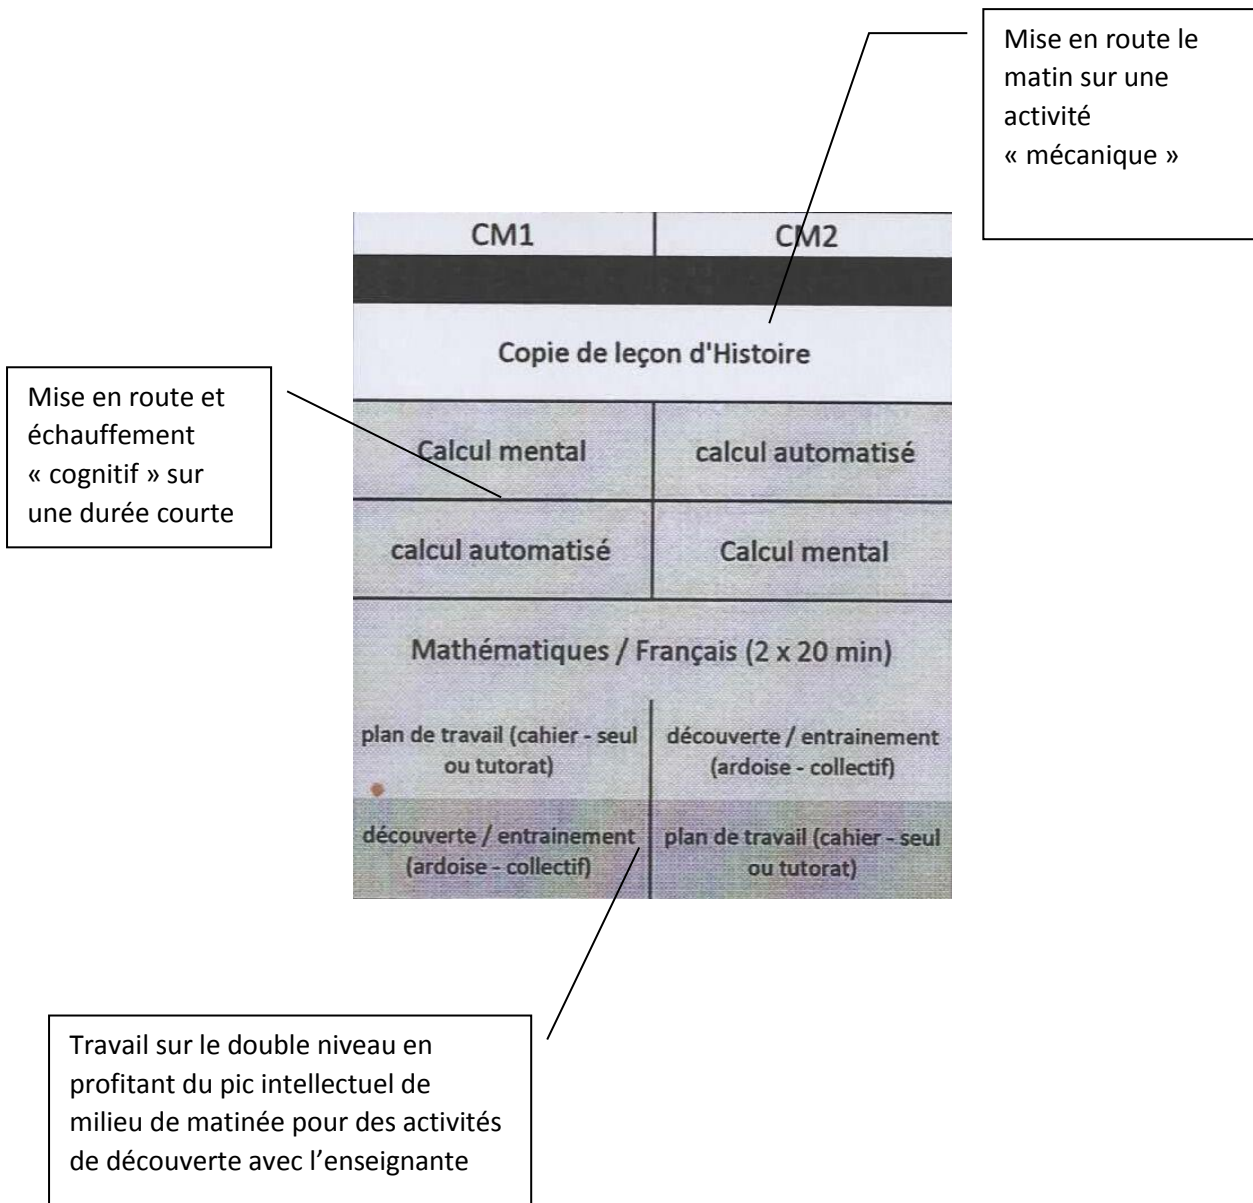 Mise en route le
matin sur une
activité
« mécanique »
CM1 CM2
Copie de leçon d'Histoire
Mise en route et
échauffement
« cognitif » sur
une durée courte
Calcul mental calcul automatisé
calcul automatisé Calcul mental
Mathématiques / Français (2 x 20 min)
plan de travail (cahier - seul
ou tutorat)
découverte / entrainement
(ardoise - collectif)
découverte / entrainement
(ardoise - collectif)
plan de travail (cahier - seul
ou tutorat)
Travail sur le double niveau en
profitant du pic intellectuel de
milieu de matinée pour des activités
de découverte avec l’enseignante